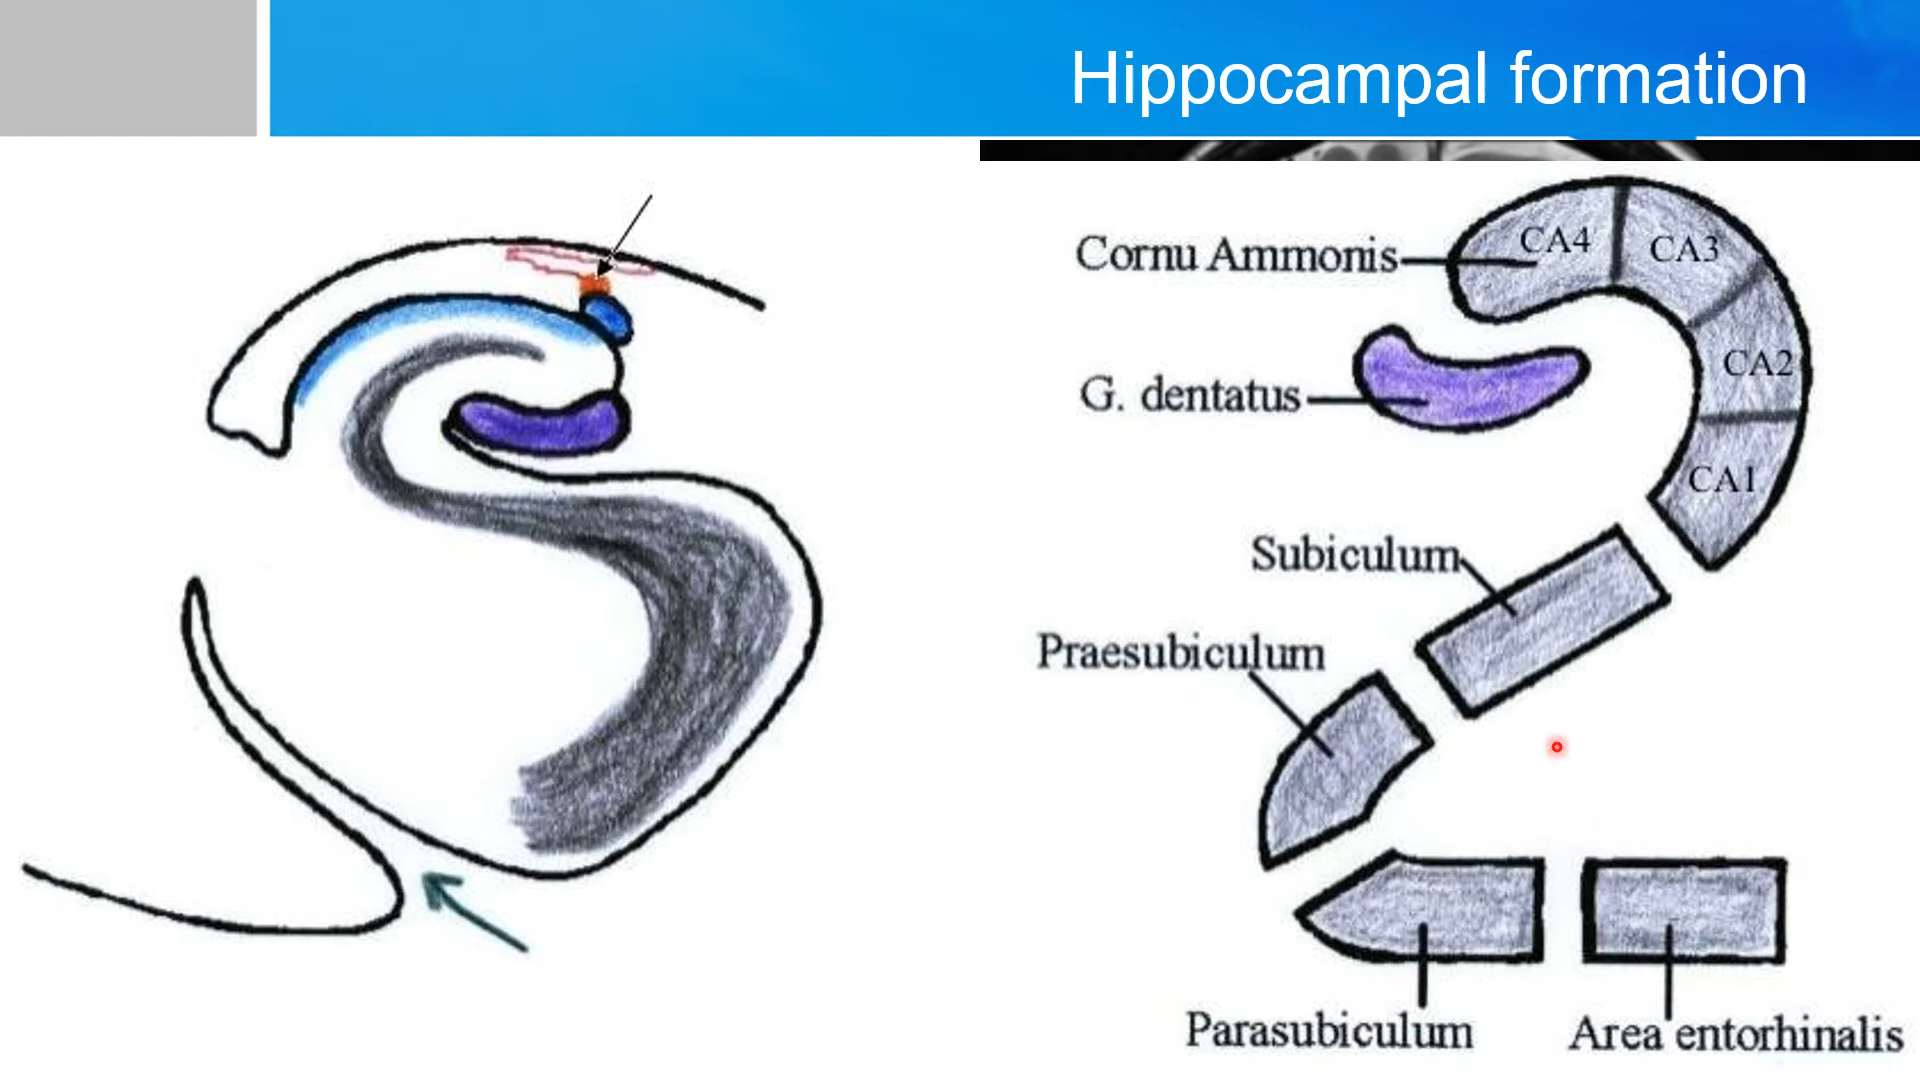 Hippocampal formation
Cornu Ammonis
CA4
CA3
G. dentatus
CA2
CA1
Subiculum
Praesubiculum
Parasubiculum
Area entorhinalis